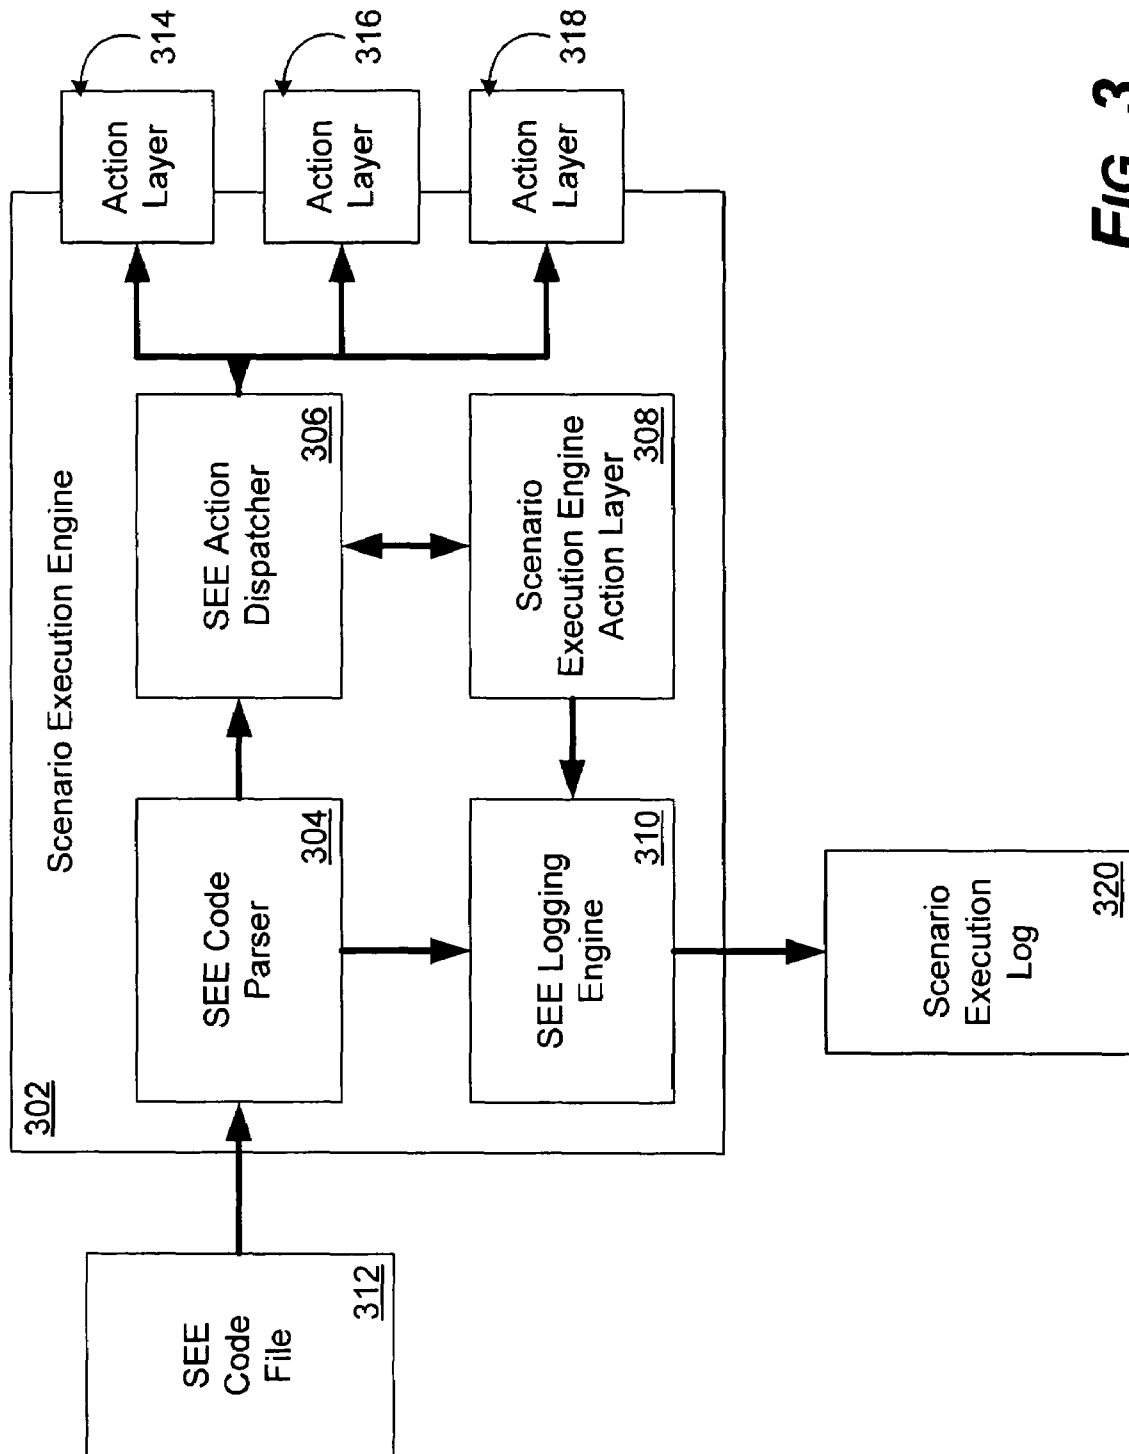 302
Scenario Execution Engine
SEE
Code
File
312
SEE Code
Parser
304
SEE Action
Dispatcher
306
Action
Layer
314
Action
Layer
316
Action
Layer
318
SEE Logging
Engine
310
Scenario
Execution Engine
Action Layer
308
Scenario
Execution
Log
320
FIG. 3